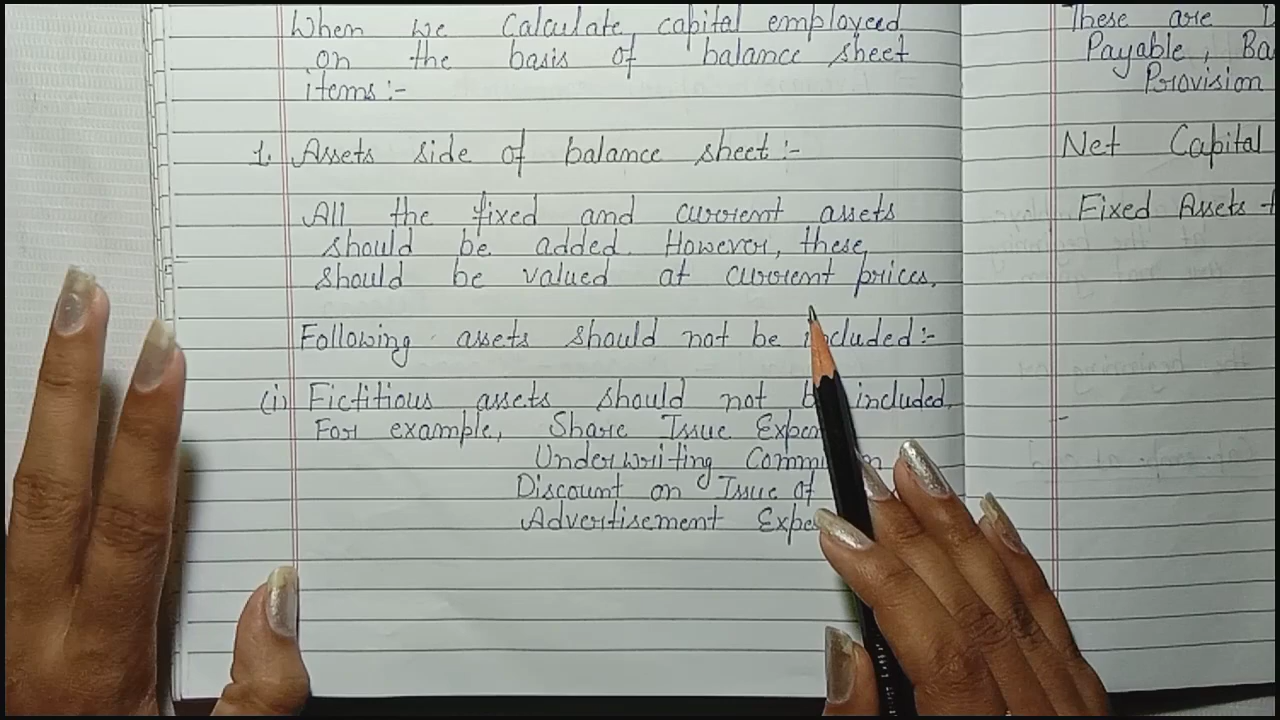 When we Calculate capital employeed
on the basis of balance sheet
items:-
1. Assets side of balance sheet:-
All the fixed and current assets
should be added. However, these
should be valued at current prices.
Following assets should not be included:-
(i) Fictitious assets should not included.
For example, Share Issue
Underwriting
Discount on Issue of
Advertisement
These are
Payable,
Provision
Net Capital
Fixed Assets +